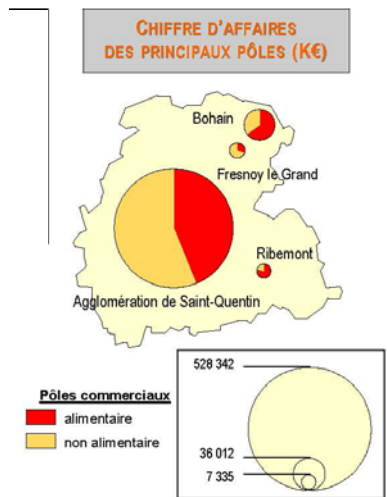 CHIFFRE D'AFFAIRES
DES PRINCIPAUX PÔLES (K€)
Bohain
Fresnoy le Grand
Ribemont
Agglomération de Saint-Quentin
Pôles commerciaux
alimentaire
non alimentaire
528 342
36 012
7 335